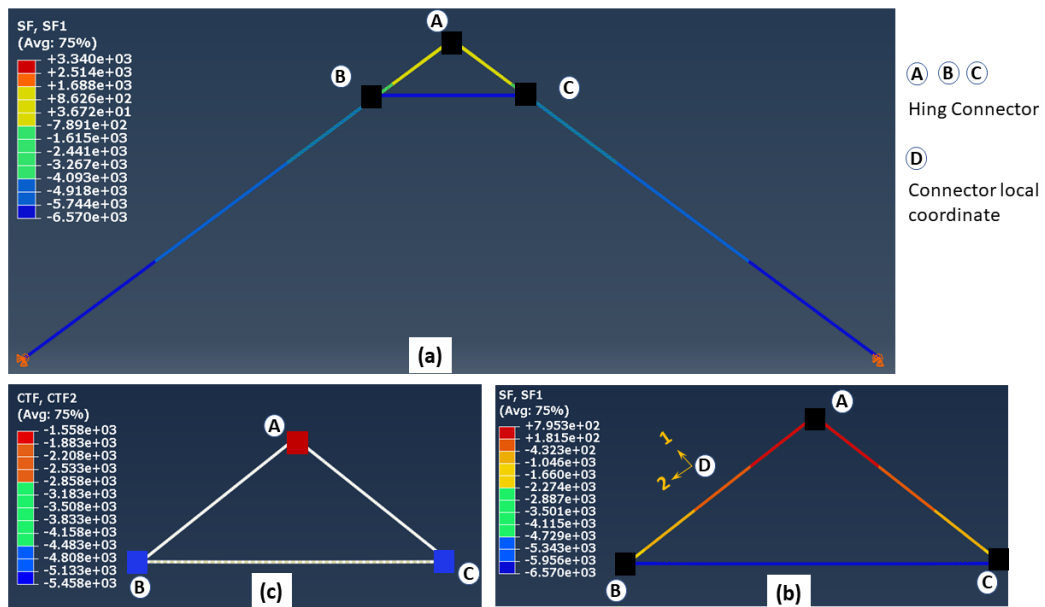 SF, SF1
(Avg: 75%)
+3.340e+03
+2.514e+03
+1.688e+03
+8.626e+02
+3.672e+01
-7.891e+02
-1.615e+03
-2.441e+03
-3.267e+03
-4.093e+03
-4.918e+03
-5.744e+03
-6.570e+03
A
B
C
(a)
A B C
Hing Connector
D
Connector local
coordinate
CTF, CTF2
(Avg: 75%)
-1.558e+03
-1.883e+03
-2.208e+03
-2.533e+03
-2.858e+03
-3.183e+03
-3.508e+03
-3.833e+03
-4.158e+03
-4.483e+03
-4.808e+03
-5.133e+03
-5.458e+03
A
B
C
(c)
SF, SF1
(Avg: 75%)
+7.953e+02
+1.815e+02
-4.323e+02
-1.046e+03
-1.660e+03
-2.274e+03
-2.887e+03
-3.501e+03
-4.115e+03
-4.729e+03
-5.343e+03
-5.956e+03
-6.570e+03
A
1
D
2
B
C
(b)